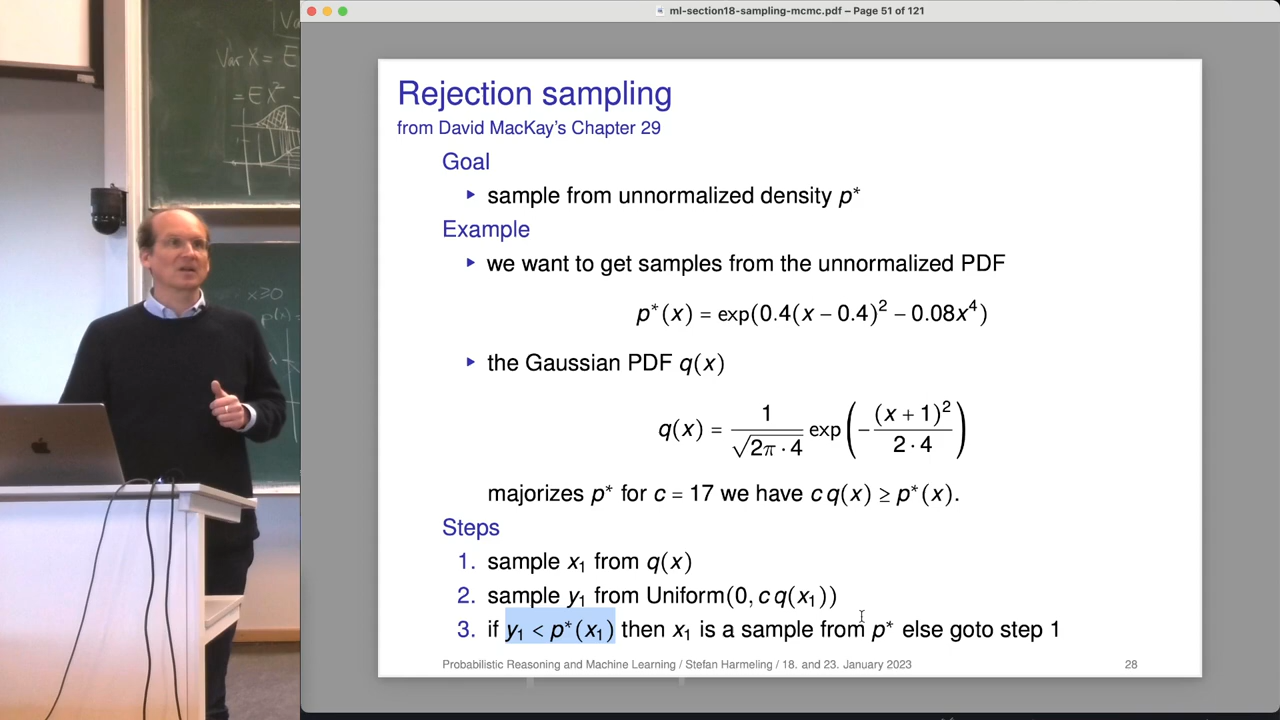 ml-section18-sampling-mcmc.pdf – Page 51 of 121
Rejection sampling
from David MacKay's Chapter 29
Goal
▸ sample from unnormalized density p*
Example
▸ we want to get samples from the unnormalized PDF
p*(x) = exp(0.4(x − 0.4)² − 0.08x⁴)
▸ the Gaussian PDF q(x)
q(x) = 1/√(2π · 4) exp(−(x + 1)²/(2 · 4))
majorizes p* for c = 17 we have c q(x) ≥ p*(x).
Steps
1. sample x₁ from q(x)
2. sample y₁ from Uniform(0, c q(x₁))
3. if y₁ < p*(x₁) then x₁ is a sample from p* else goto step 1
Probabilistic Reasoning and Machine Learning / Stefan Harmeling / 18. and 23. January 2023
28
Var X = E
= EX² −
x≥0
p(x) =